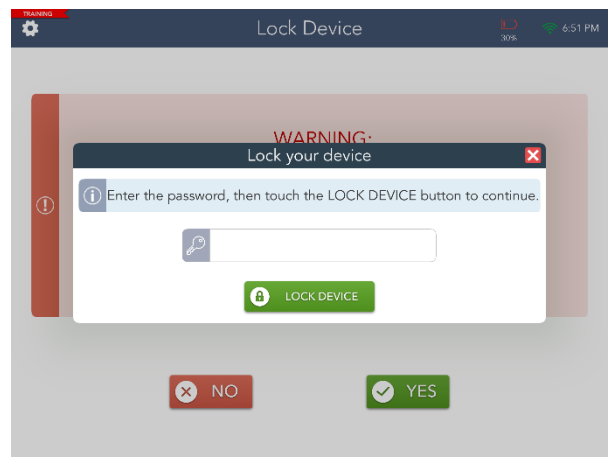 TRAINING
Lock Device
30%
6:51 PM
WARNING:
Lock your device
Enter the password, then touch the LOCK DEVICE button to continue.
LOCK DEVICE
NO
YES